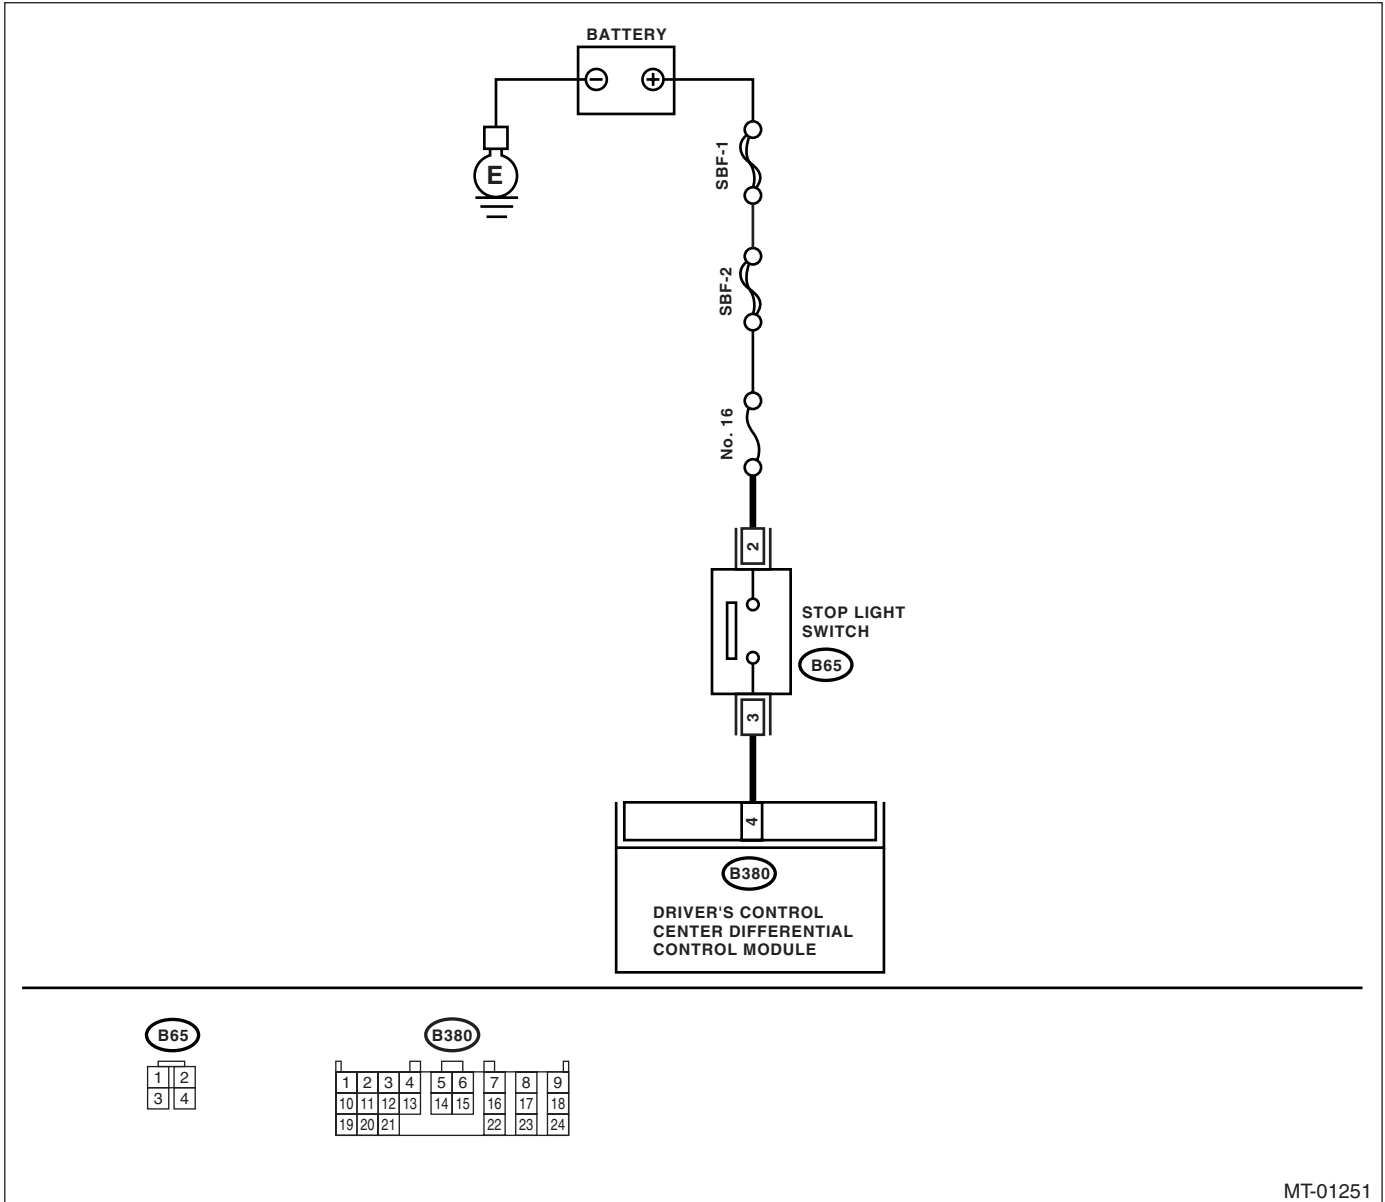 BATTERY
− +
SBF-1
E
SBF-2
No. 16
2
STOP LIGHT
SWITCH
B65
3
4
B380
DRIVER'S CONTROL
CENTER DIFFERENTIAL
CONTROL MODULE
B65
1 2
3 4
B380
1 2 3 4 5 6 7 8 9
10 11 12 13 14 15 16 17 18
19 20 21 22 23 24
MT-01251